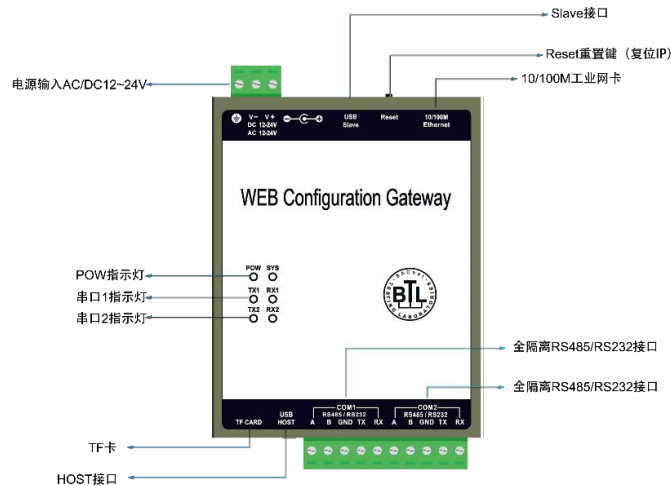 Slave接口
Reset重置键（复位IP）
电源输入AC/DC12~24V
10/100M工业网卡
V− V+
DC 12-24V
AC 12-24V
USB
Slave
Reset
10/100M
Ethernet
WEB Configuration Gateway
POW SYS
POW指示灯
TX1 RX1
串口1指示灯
TX2 RX2
串口2指示灯
BTL
全隔离RS485/RS232接口
全隔离RS485/RS232接口
TF CARD
USB
HOST
COM1
RS485/RS232
A B GND TX RX
COM2
RS485/RS232
A B GND TX RX
TF卡
HOST接口